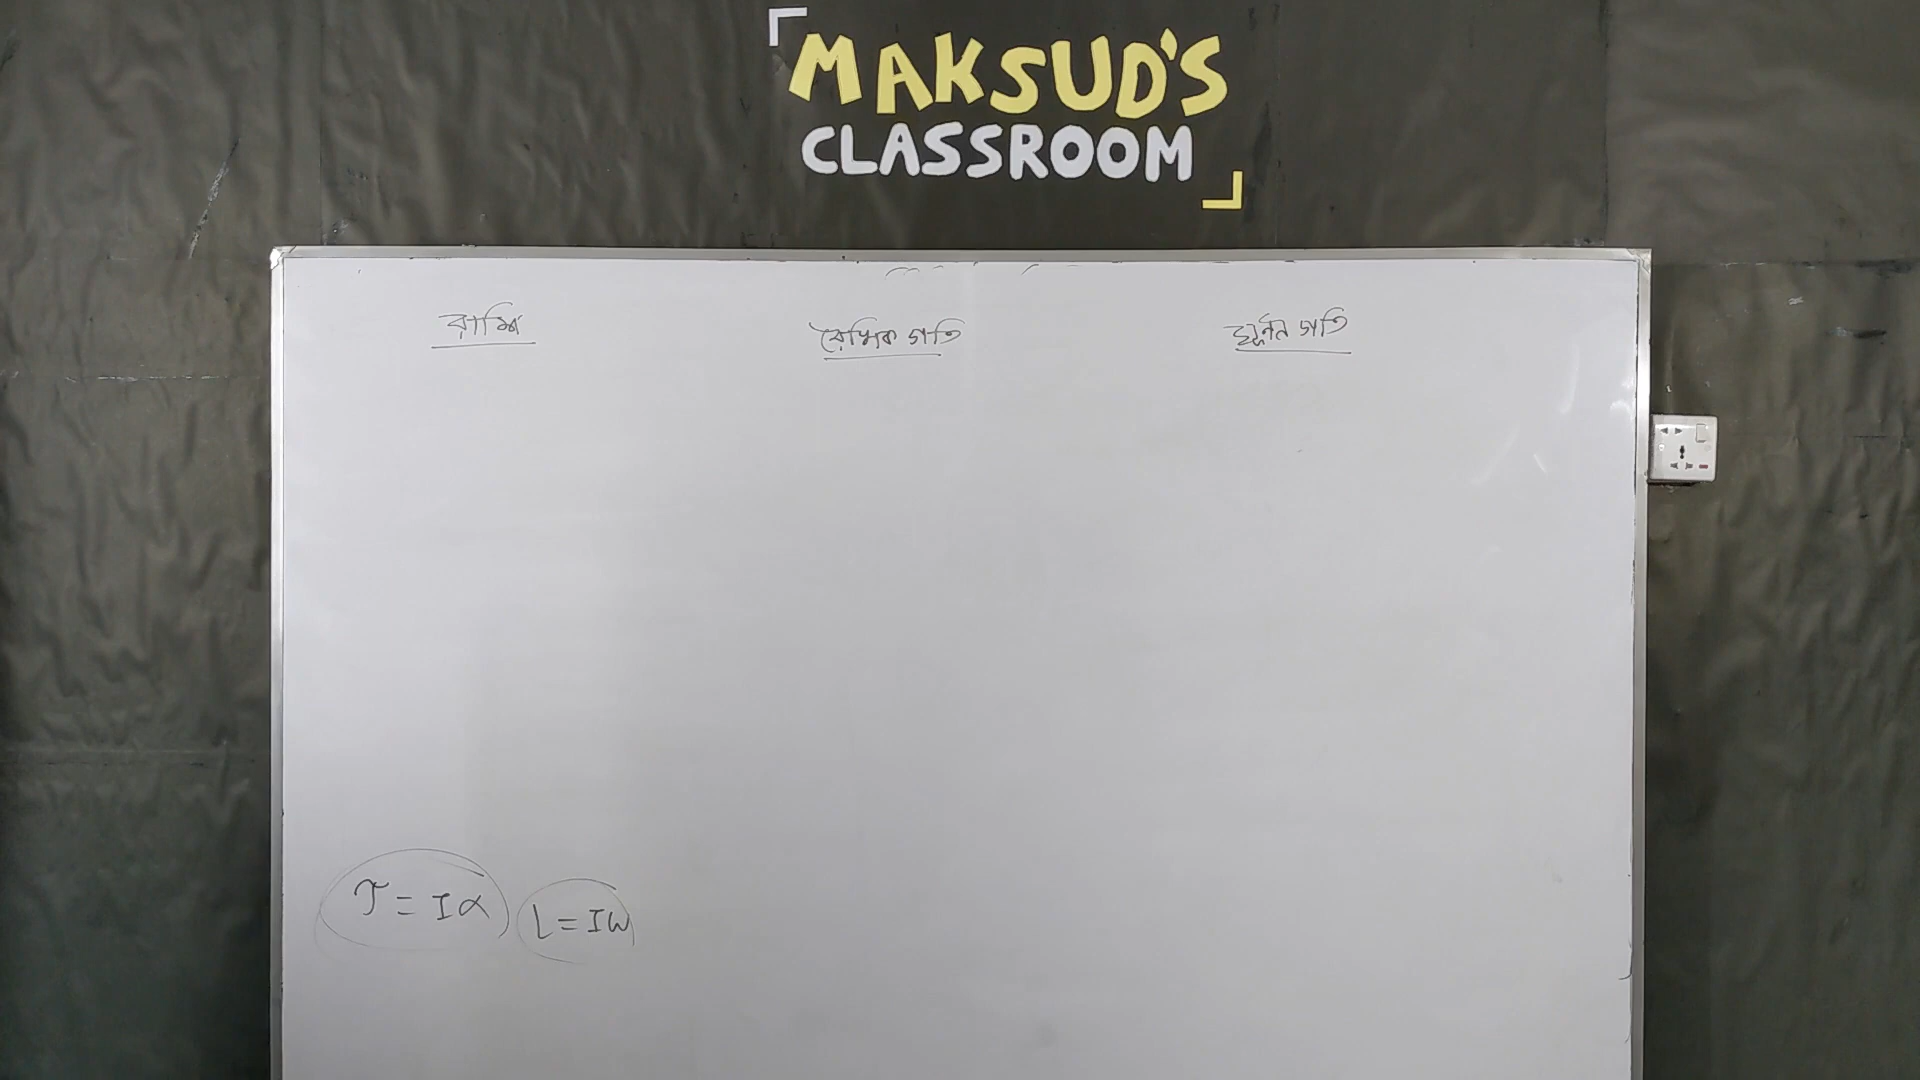 MAKSUD'S
CLASSROOM
রাশি রৈখিক গতি ঘূর্ণন গতি
τ = Iα L = Iω